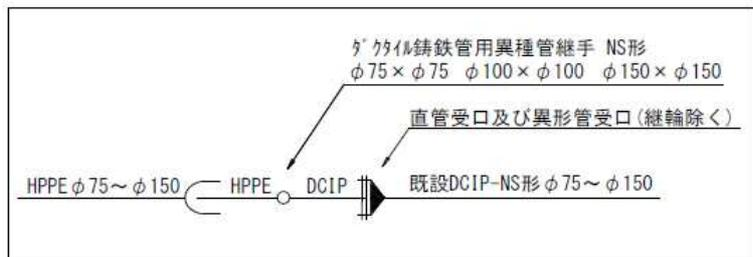 ﾀﾞｸﾀｲﾙ鋳鉄管用異種管継手 NS形
φ75×φ75 φ100×φ100 φ150×φ150
直管受口及び異形管受口(継輪除く)
HPPEφ75～φ150 HPPE DCIP 既設DCIP-NS形φ75～φ150